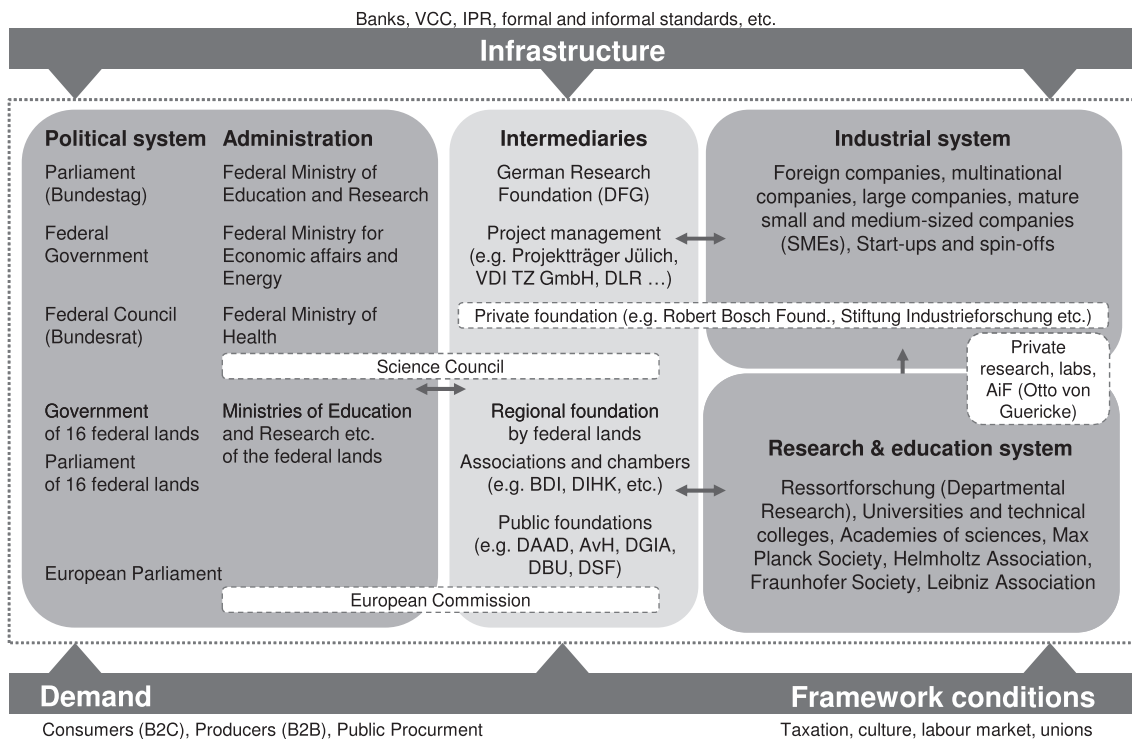 Banks, VCC, IPR, formal and informal standards, etc.
Infrastructure
Political system
Parliament
(Bundestag)
Federal
Government
Federal Council
(Bundesrat)
Government
of 16 federal lands
Parliament
of 16 federal lands
European Parliament
Administration
Federal Ministry of
Education and Research
Federal Ministry for
Economic affairs and
Energy
Federal Ministry of
Health
Science Council
Ministries of Education
and Research etc.
of the federal lands
European Commission
Intermediaries
German Research
Foundation (DFG)
Project management
(e.g. Projektträger Jülich,
VDI TZ GmbH, DLR …)
Private foundation (e.g. Robert Bosch Found., Stiftung Industrieforschung etc.)
Regional foundation
by federal lands
Associations and chambers
(e.g. BDI, DIHK, etc.)
Public foundations
(e.g. DAAD, AvH, DGIA,
DBU, DSF)
Industrial system
Foreign companies, multinational
companies, large companies, mature
small and medium-sized companies
(SMEs), Start-ups and spin-offs
Private
research, labs,
AiF (Otto von
Guericke)
Research & education system
Ressortforschung (Departmental
Research), Universities and technical
colleges, Academies of sciences, Max
Planck Society, Helmholtz Association,
Fraunhofer Society, Leibniz Association
Demand
Consumers (B2C), Producers (B2B), Public Procurment
Framework conditions
Taxation, culture, labour market, unions